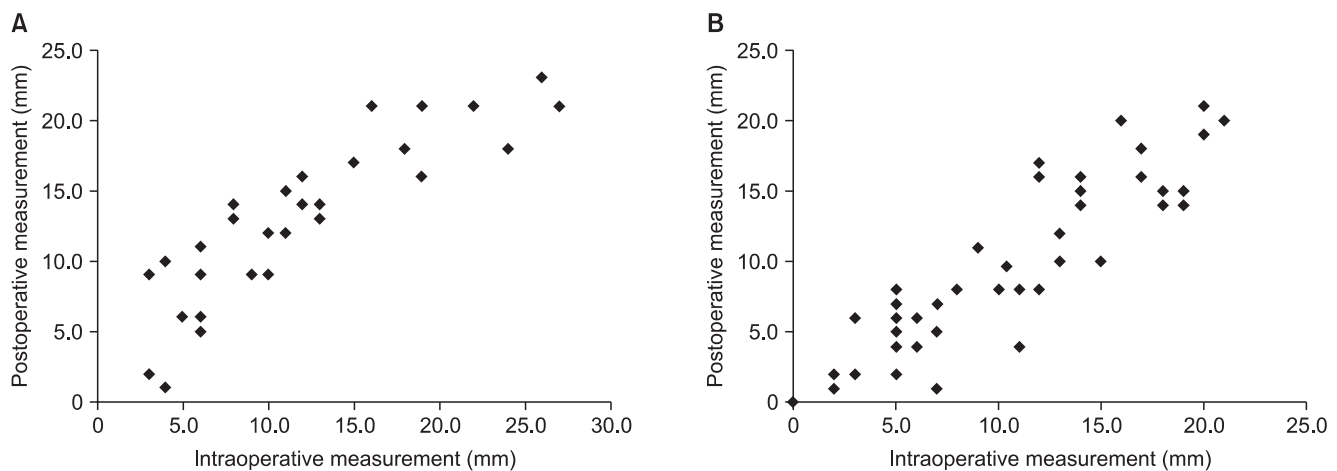 A
Postoperative measurement (mm)
25.0
20.0
15.0
10.0
5.0
0
0 5.0 10.0 15.0 20.0 25.0 30.0
Intraoperative measurement (mm)
B
Postoperative measurement (mm)
25.0
20.0
15.0
10.0
5.0
0
0 5.0 10.0 15.0 20.0 25.0
Intraoperative measurement (mm)